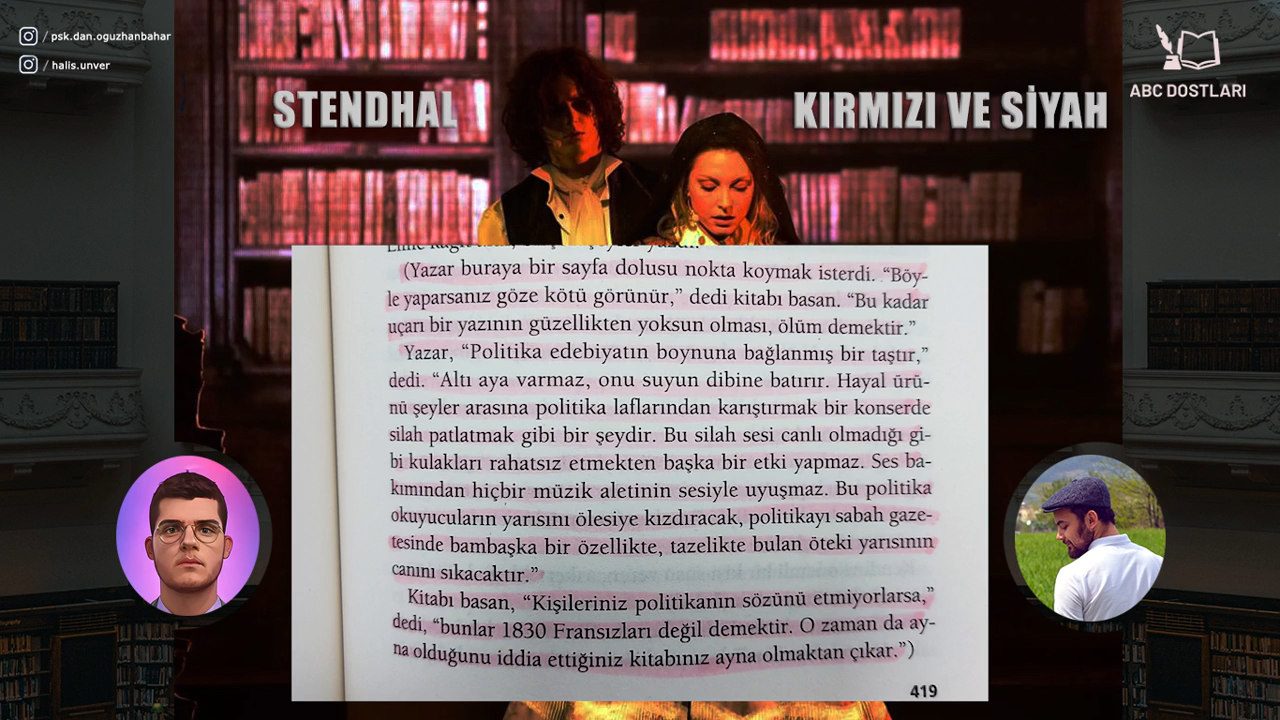 / psk.dan.oguzhanbahar
/ halis.unver
ABC DOSTLARI
STENDHAL
KIRMIZI VE SİYAH
(Yazar buraya bir sayfa dolusu nokta koymak isterdi. “Böy-
le yaparsanız göze kötü görünür,” dedi kitabı basan. “Bu kadar
uçarı bir yazının güzellikten yoksun olması, ölüm demektir.”
Yazar, “Politika edebiyatın boynuna bağlanmış bir taştır,”
dedi. “Altı aya varmaz, onu suyun dibine batırır. Hayal ürü-
nü şeyler arasına politika laflarından karıştırmak bir konserde
silah patlatmak gibi bir şeydir. Bu silah sesi canlı olmadığı gi-
bi kulakları rahatsız etmekten başka bir etki yapmaz. Ses ba-
kımından hiçbir müzik aletinin sesiyle uyuşmaz. Bu politika
okuyucuların yarısını ölesiye kızdıracak, politikayı sabah gaze-
tesinde bambaşka bir özellikte, tazelikte bulan öteki yarısının
canını sıkacaktır.”
Kitabı basan, “Kişileriniz politikanın sözünü etmiyorlarsa,”
dedi, “bunlar 1830 Fransızları değil demektir. O zaman da ay-
na olduğunu iddia ettiğiniz kitabınız ayna olmaktan çıkar.”)
419